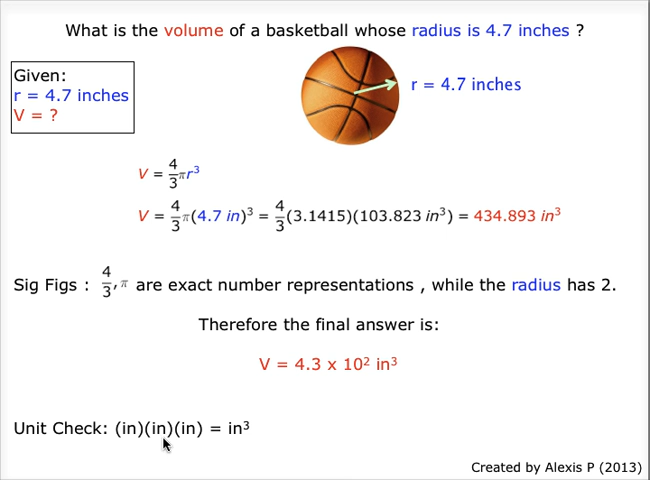 What is the volume of a basketball whose radius is 4.7 inches ?
Given:
r = 4.7 inches
V = ?
r = 4.7 inches
V = 4/3 πr³
V = 4/3 π(4.7 in)³ = 4/3 (3.1415)(103.823 in³) = 434.893 in³
Sig Figs : 4/3, π are exact number representations , while the radius has 2.
Therefore the final answer is:
V = 4.3 x 10² in³
Unit Check: (in)(in)(in) = in³
Created by Alexis P (2013)